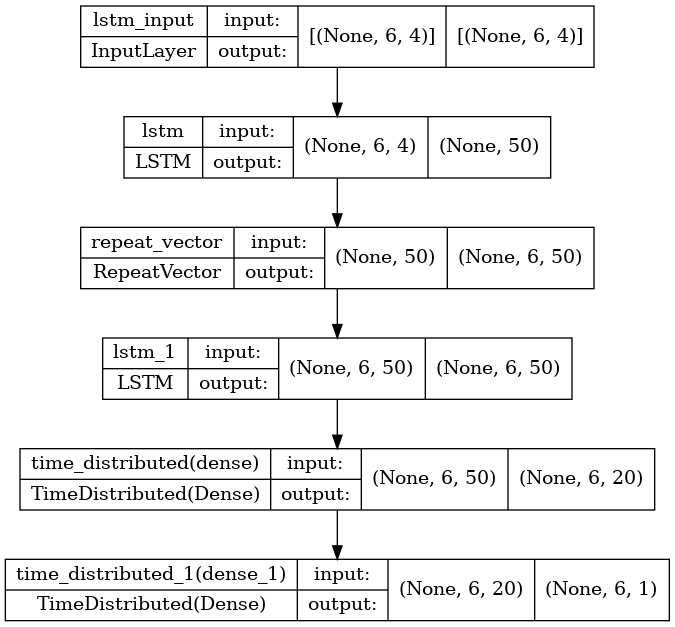 lstm_input input: [(None, 6, 4)] [(None, 6, 4)]
InputLayer output:
lstm input: (None, 6, 4) (None, 50)
LSTM output:
repeat_vector input: (None, 50) (None, 6, 50)
RepeatVector output:
lstm_1 input: (None, 6, 50) (None, 6, 50)
LSTM output:
time_distributed(dense) input: (None, 6, 50) (None, 6, 20)
TimeDistributed(Dense) output:
time_distributed_1(dense_1) input: (None, 6, 20) (None, 6, 1)
TimeDistributed(Dense) output: